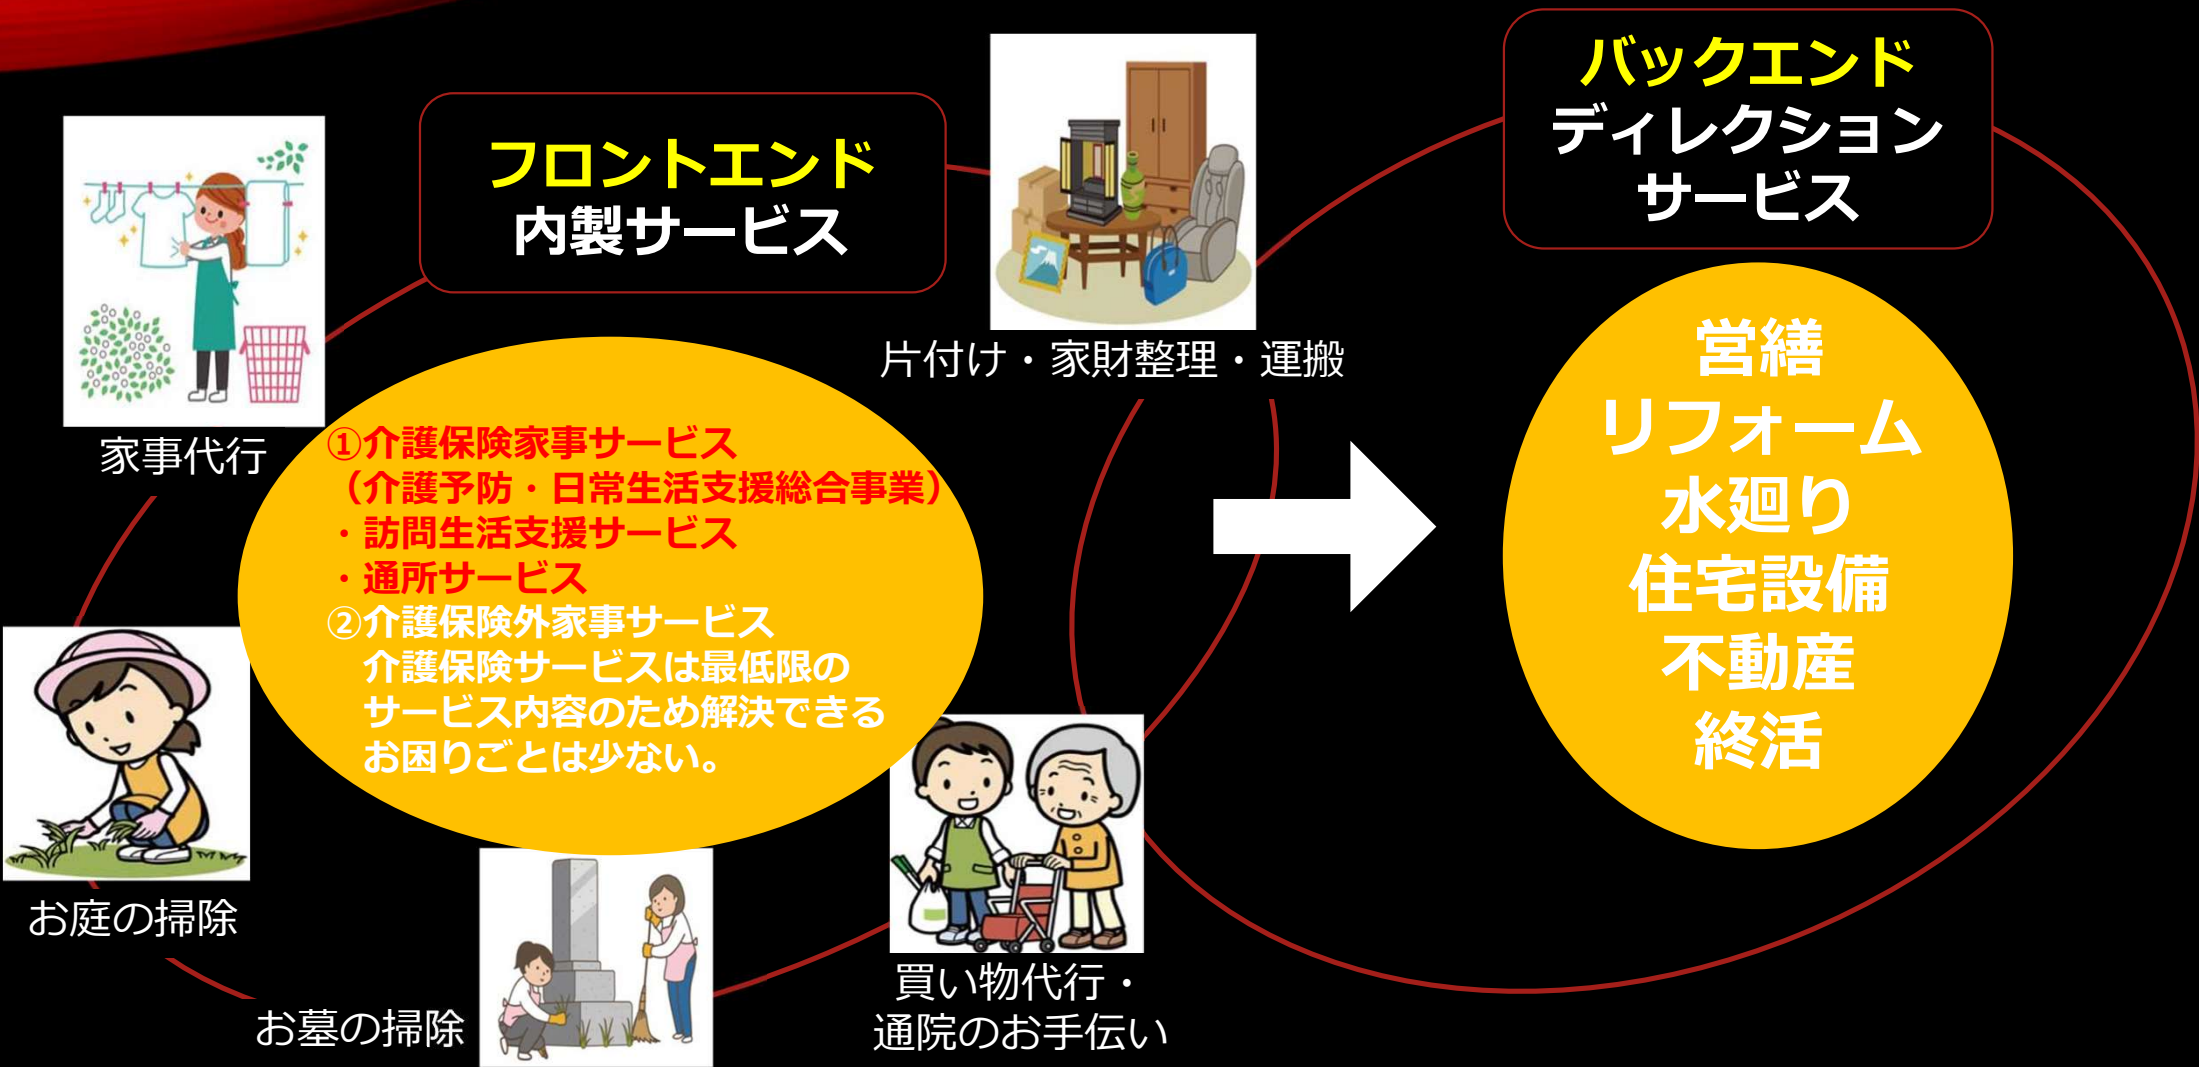 フロントエンド
内製サービス
バックエンド
ディレクション
サービス
家事代行
片付け・家財整理・運搬
①介護保険家事サービス
（介護予防・日常生活支援総合事業）
・訪問生活支援サービス
・通所サービス
②介護保険外家事サービス
介護保険サービスは最低限の
サービス内容のため解決できる
お困りごとは少ない。
お庭の掃除
お墓の掃除
買い物代行・
通院のお手伝い
営繕
リフォーム
水廻り
住宅設備
不動産
終活